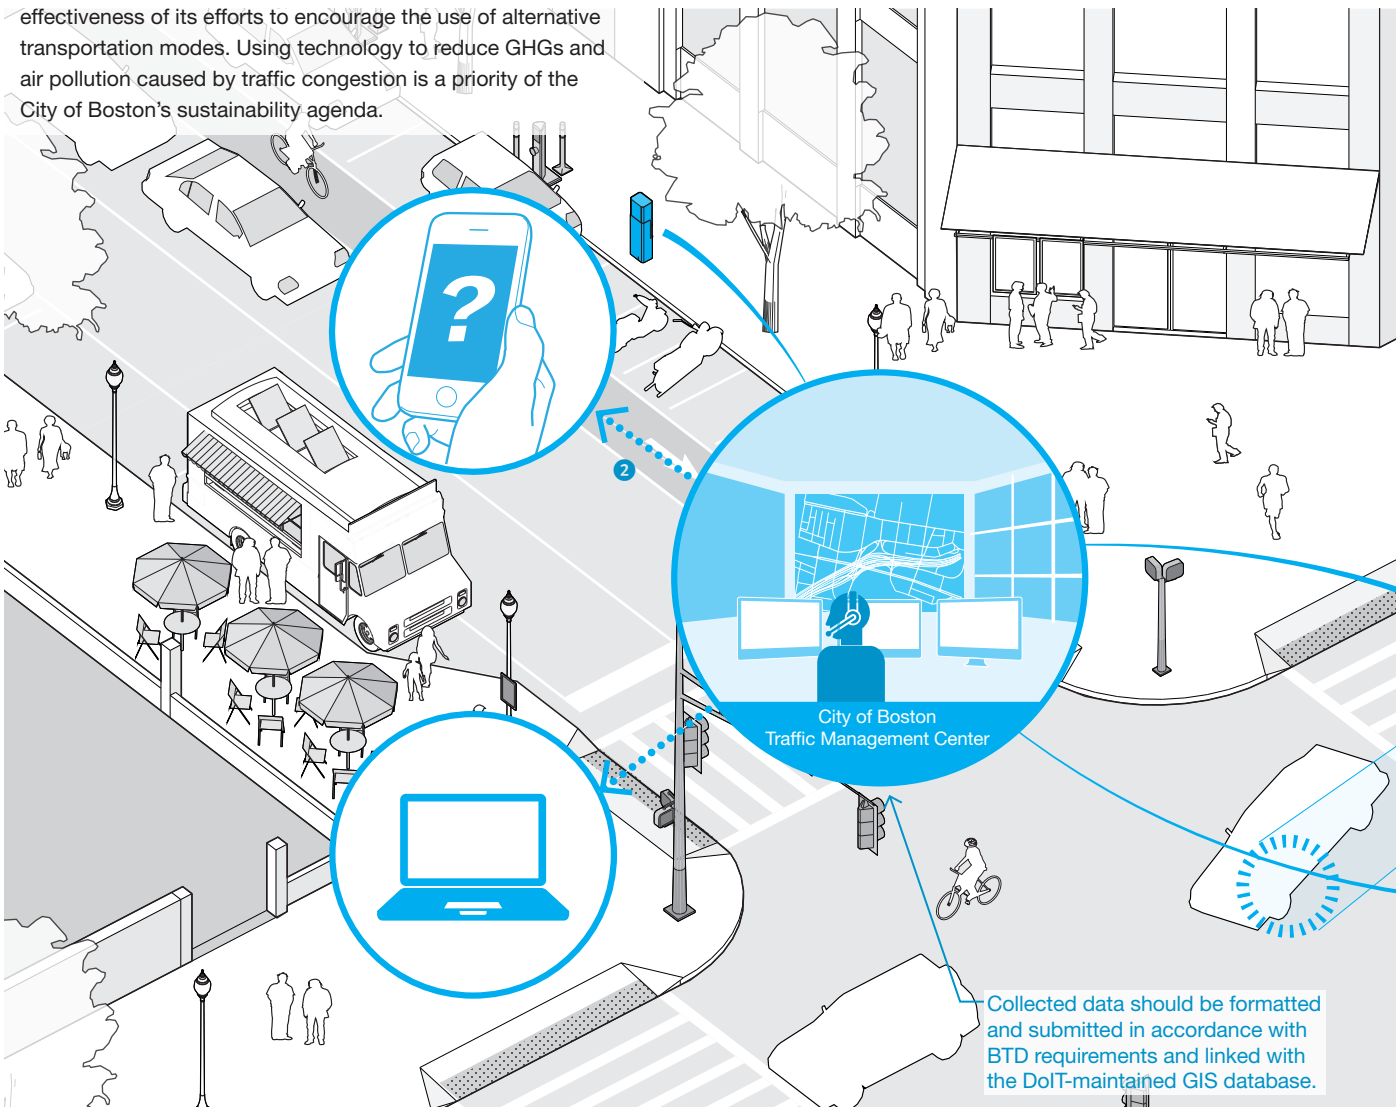 effectiveness of its efforts to encourage the use of alternative
transportation modes. Using technology to reduce GHGs and
air pollution caused by traffic congestion is a priority of the
City of Boston’s sustainability agenda.
?
2
City of Boston
Traffic Management Center
Collected data should be formatted
and submitted in accordance with
BTD requirements and linked with
the DoIT-maintained GIS database.